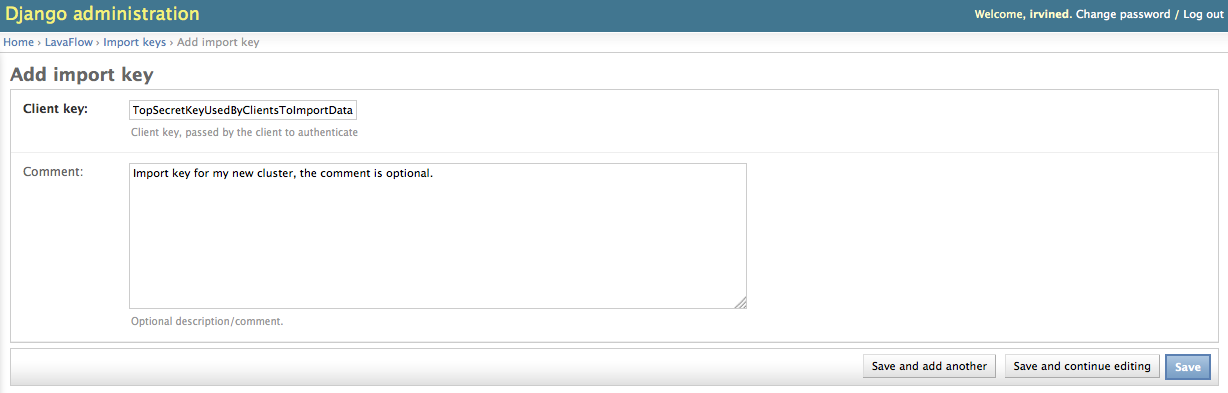 Django administration
Welcome, irvined. Change password / Log out
Home › LavaFlow › Import keys › Add import key
Add import key
Client key:
TopSecretKeyUsedByClientsToImportData
Client key, passed by the client to authenticate
Comment:
Import key for my new cluster, the comment is optional.
Optional description/comment.
Save and add another
Save and continue editing
Save